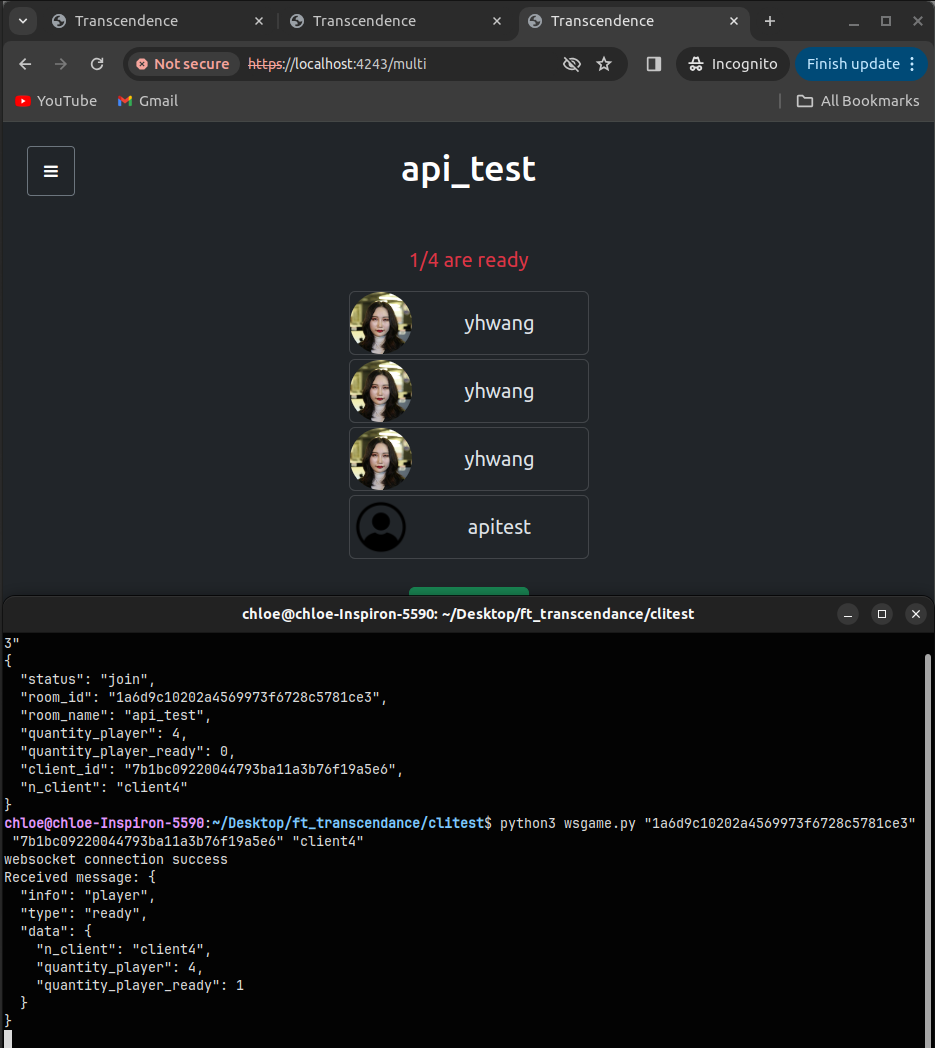 Transcendence
Transcendence
Transcendence
Not secure
https://localhost:4243/multi
Incognito
Finish update
YouTube
Gmail
All Bookmarks
api_test
1/4 are ready
yhwang
yhwang
yhwang
apitest
chloe@chloe-Inspiron-5590: ~/Desktop/ft_transcendance/clitest
3"
{
"status": "join",
"room_id": "1a6d9c10202a4569973f6728c5781ce3",
"room_name": "api_test",
"quantity_player": 4,
"quantity_player_ready": 0,
"client_id": "7b1bc09220044793ba11a3b76f19a5e6",
"n_client": "client4"
}
chloe@chloe-Inspiron-5590:~/Desktop/ft_transcendance/clitest$ python3 wsgame.py "1a6d9c10202a4569973f6728c5781ce3"
"7b1bc09220044793ba11a3b76f19a5e6" "client4"
websocket connection success
Received message: {
"info": "player",
"type": "ready",
"data": {
"n_client": "client4",
"quantity_player": 4,
"quantity_player_ready": 1
}
}